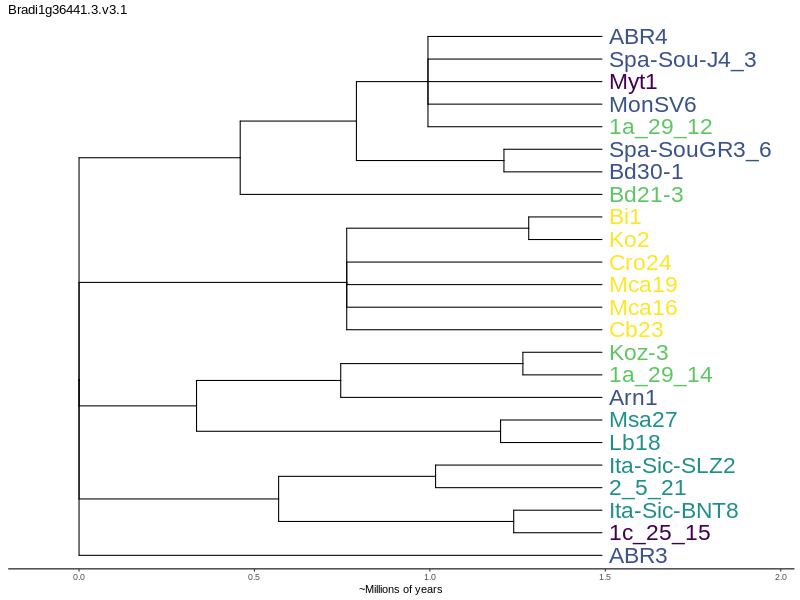 Bradi1g36441.3.v3.1
ABR4
Spa-Sou-J4_3
Myt1
MonSV6
1a_29_12
Spa-SouGR3_6
Bd30-1
Bd21-3
Bi1
Ko2
Cro24
Mca19
Mca16
Cb23
Koz-3
1a_29_14
Arn1
Msa27
Lb18
Ita-Sic-SLZ2
2_5_21
Ita-Sic-BNT8
1c_25_15
ABR3
0.0 0.5 1.0 1.5 2.0
~Millions of years